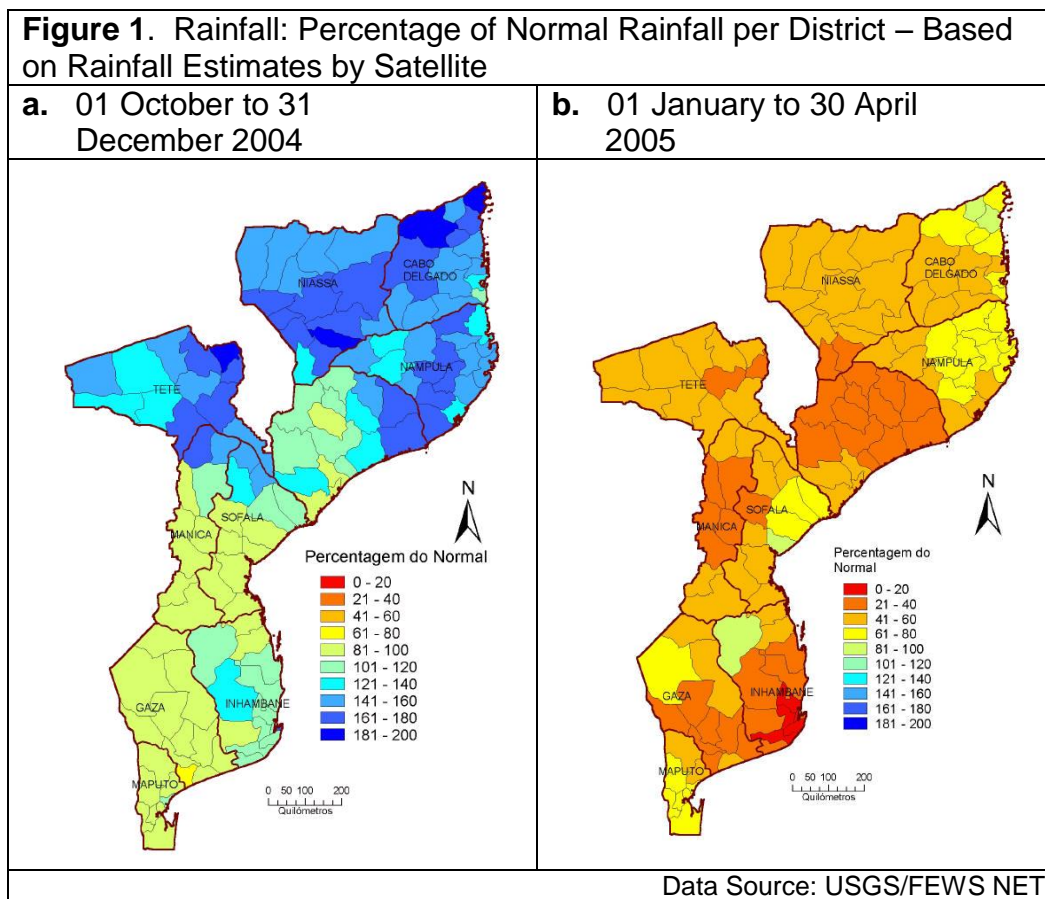 Figure 1. Rainfall: Percentage of Normal Rainfall per District – Based
on Rainfall Estimates by Satellite
a. 01 October to 31
December 2004
b. 01 January to 30 April
2005
NIASSA
CABO
DELGADO
NAMPULA
TETE
SOFALA
MANICA
GAZA
INHAMBANE
MAPUTO
N
Percentagem do Normal
0 - 20
21 - 40
41 - 60
61 - 80
81 - 100
101 - 120
121 - 140
141 - 160
161 - 180
181 - 200
0 50 100 200
Quilómetros
NIASSA
CABO
DELGADO
NAMPULA
TETE
SOFALA
MANICA
GAZA
INHAMBANE
MAPUTO
N
Percentagem do
Normal
0 - 20
21 - 40
41 - 60
61 - 80
81 - 100
101 - 120
121 - 140
141 - 160
161 - 180
181 - 200
0 50 100 200
Quilómetros
Data Source: USGS/FEWS NET